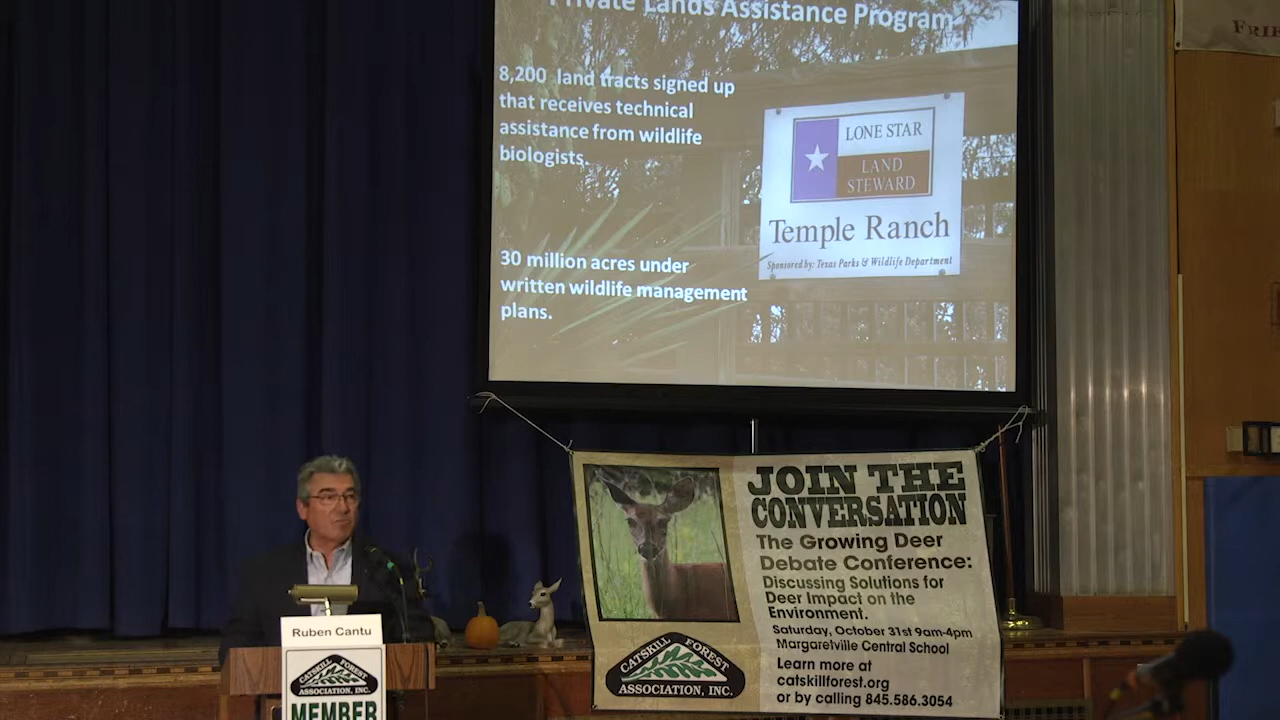 Private Lands Assistance Program
8,200 land tracts signed up
that receives technical
assistance from wildlife
biologists.
30 million acres under
written wildlife management
plans.
LONE STAR
LAND
STEWARD
Temple Ranch
Sponsored by: Texas Parks & Wildlife Department
JOIN THE
CONVERSATION
The Growing Deer
Debate Conference:
Discussing Solutions for
Deer Impact on the
Environment.
Saturday, October 31st 9am-4pm
Margaretville Central School
Learn more at
catskillforest.org
or by calling 845.586.3054
CATSKILL FOREST
ASSOCIATION, INC.
Ruben Cantu
CATSKILL FOREST
ASSOCIATION, INC.
MEMBER